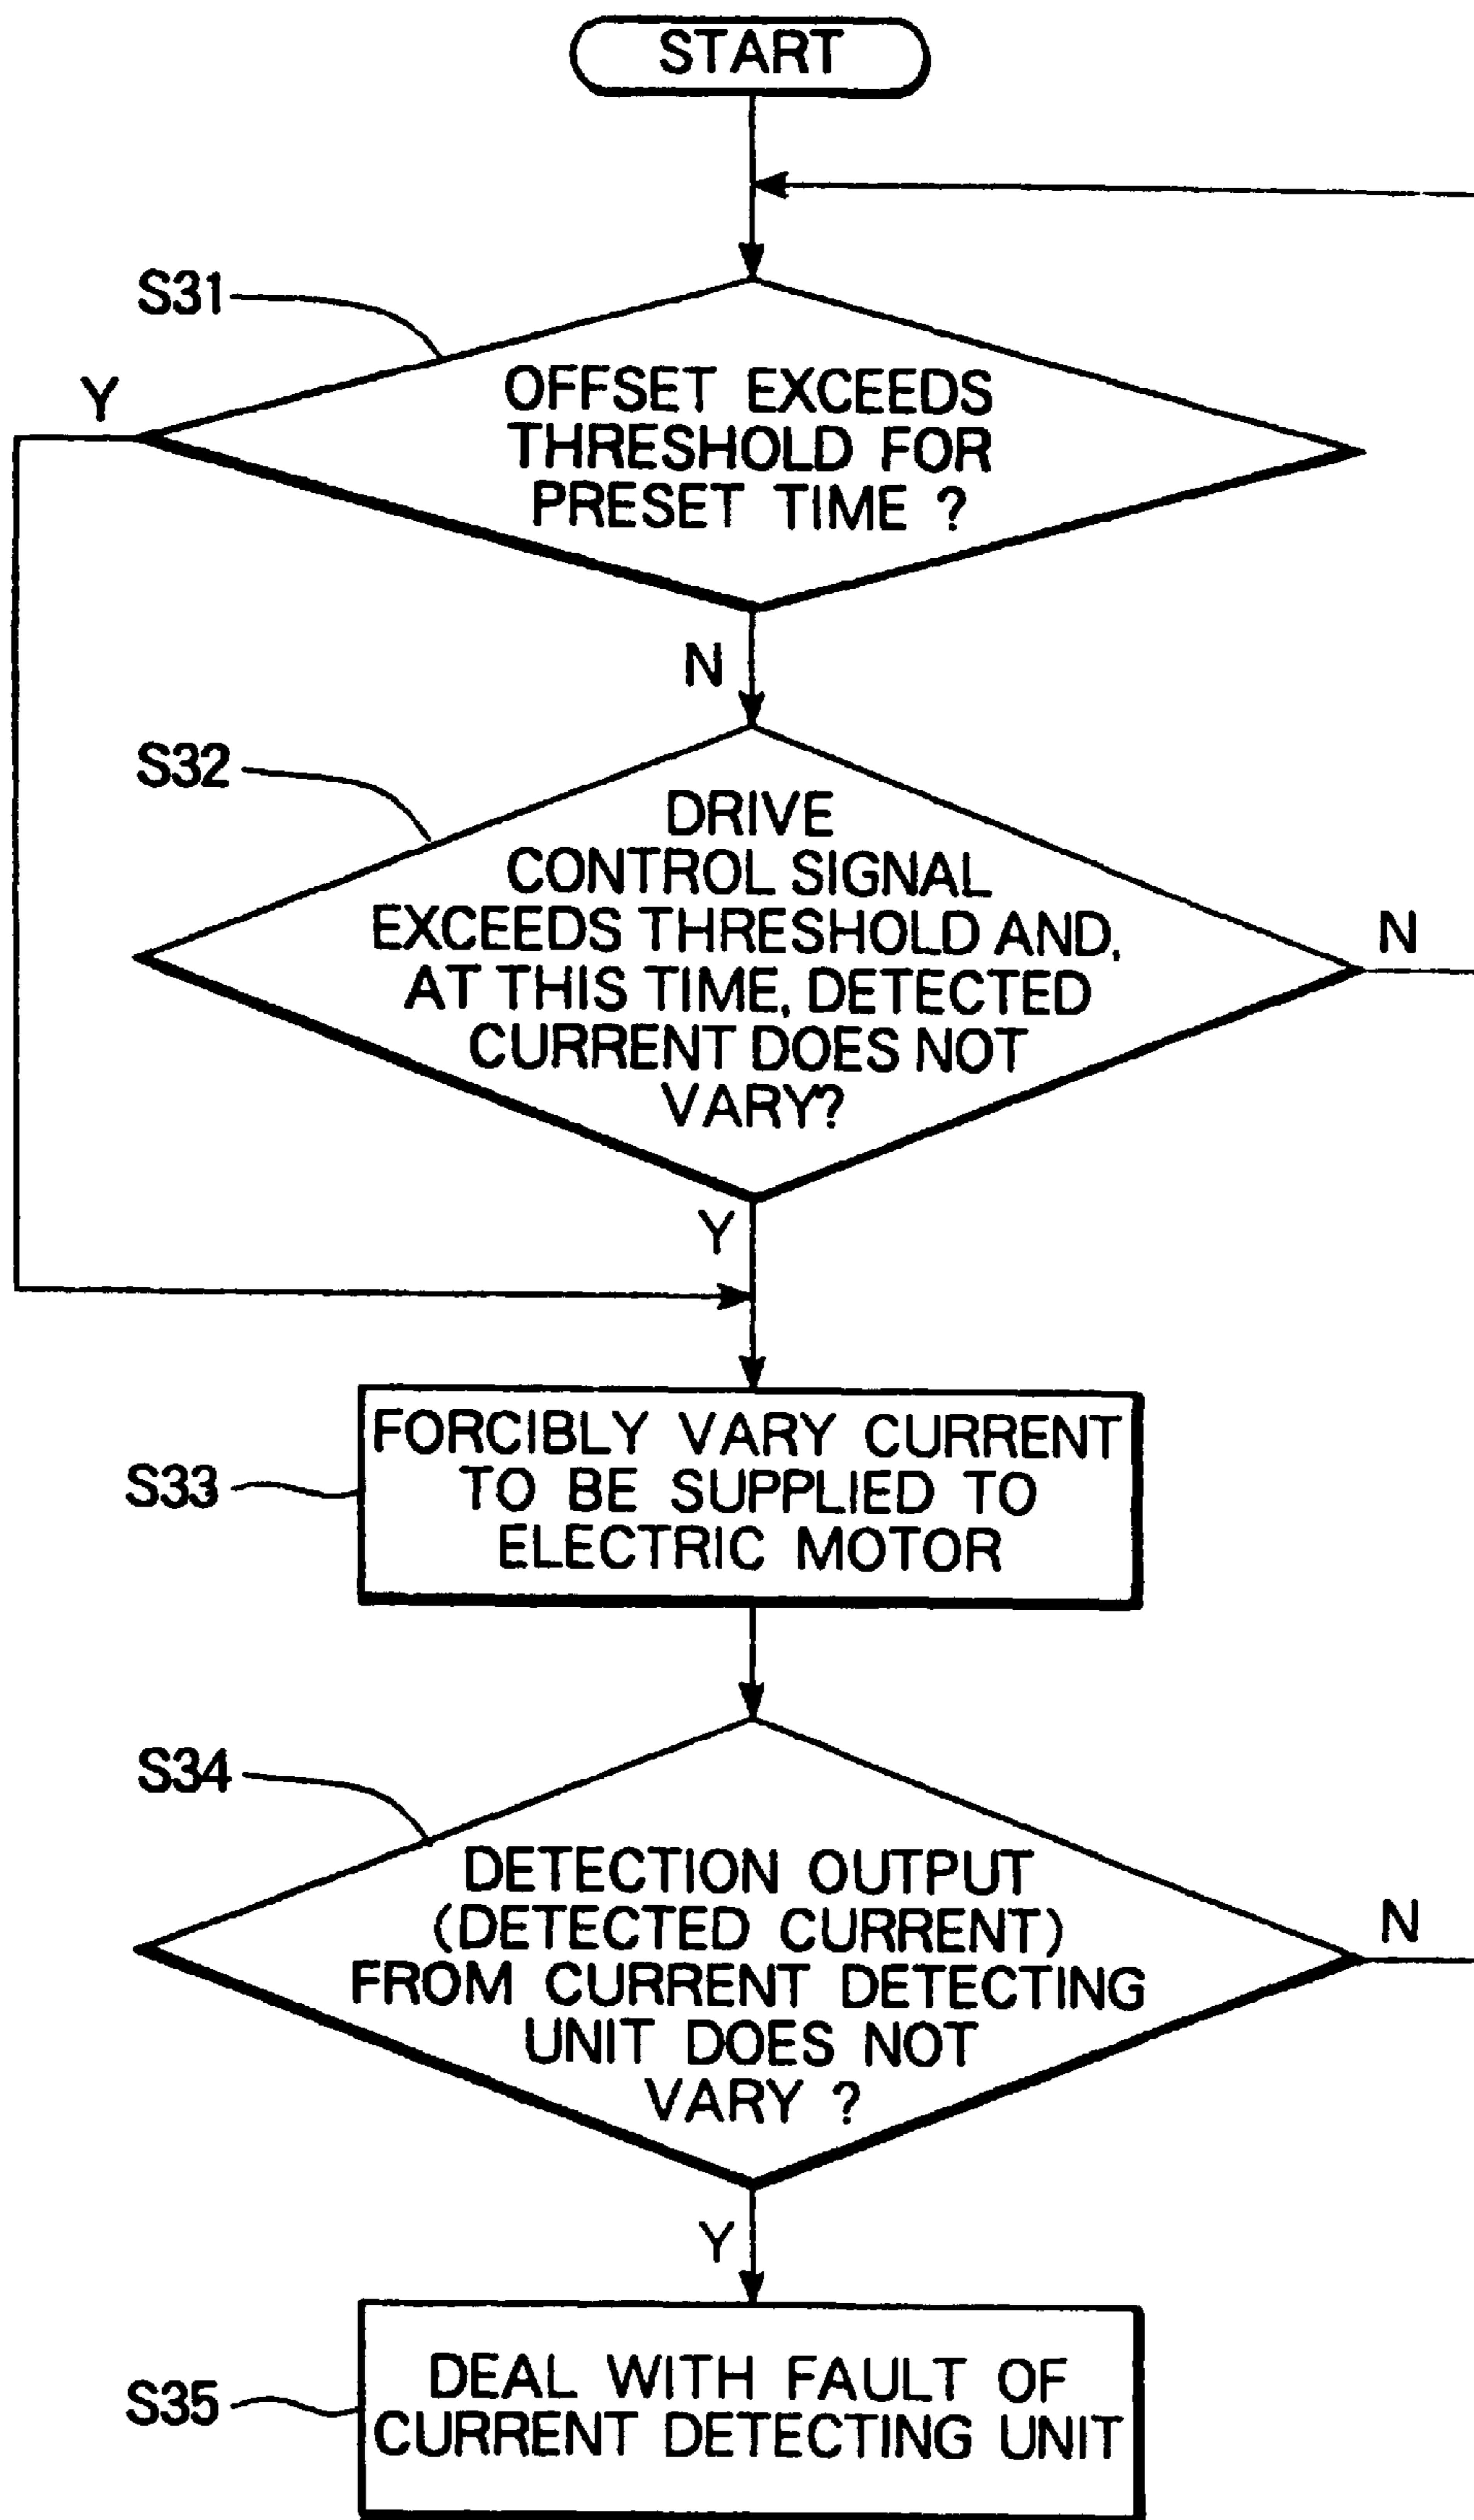 START
S31
Y
OFFSET EXCEEDS
THRESHOLD FOR
PRESET TIME ?
N
S32
DRIVE
CONTROL SIGNAL
EXCEEDS THRESHOLD AND,
AT THIS TIME, DETECTED
CURRENT DOES NOT
VARY?
N
Y
S33
FORCIBLY VARY CURRENT
TO BE SUPPLIED TO
ELECTRIC MOTOR
S34
DETECTION OUTPUT
(DETECTED CURRENT)
FROM CURRENT DETECTING
UNIT DOES NOT
VARY ?
N
Y
S35
DEAL WITH FAULT OF
CURRENT DETECTING UNIT